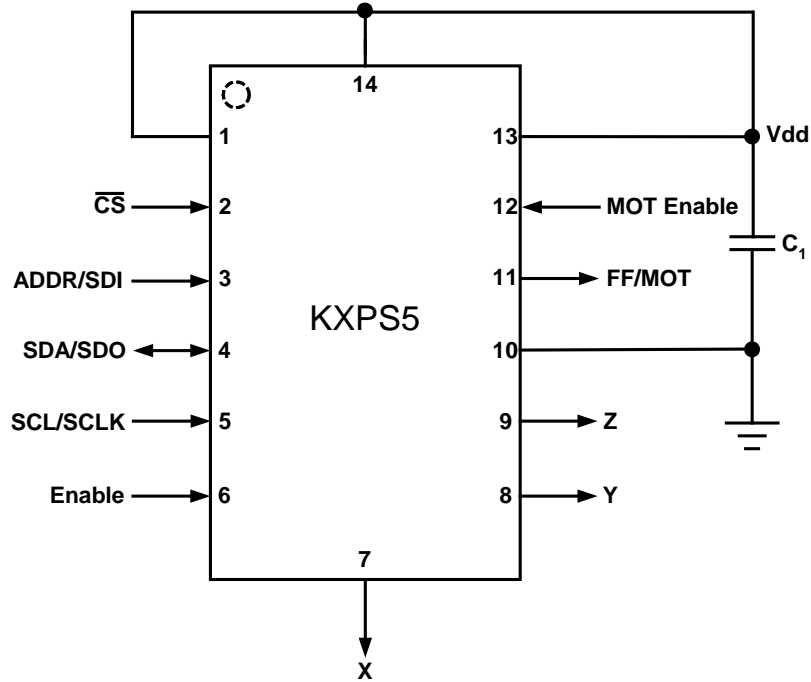 14
1
13
Vdd
CS
2
12
MOT Enable
C1
ADDR/SDI
3
11
FF/MOT
KXPS5
SDA/SDO
4
10
SCL/SCLK
5
9
Z
Enable
6
8
Y
7
X